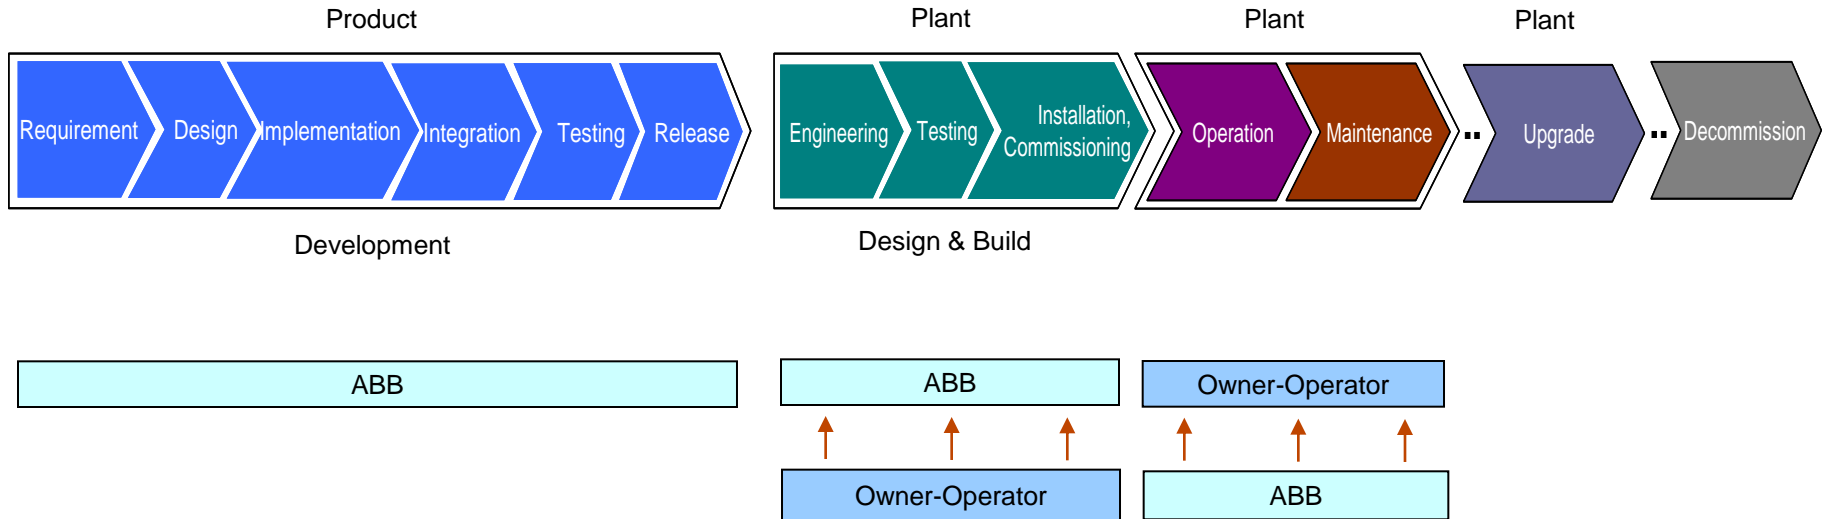 Product
Plant
Plant
Plant
Requirement
Design
Implementation
Integration
Testing
Release
Engineering
Testing
Installation,
Commissioning
Operation
Maintenance
..
Upgrade
..
Decommission
Development
Design & Build
ABB
ABB
Owner-Operator
Owner-Operator
ABB